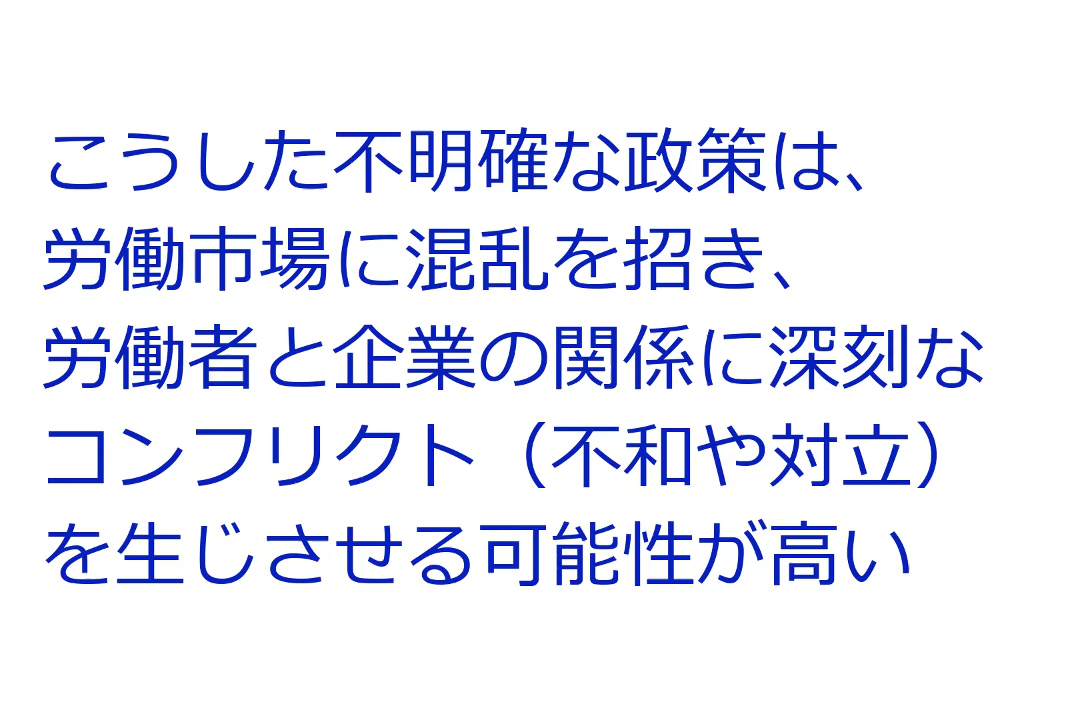 こうした不明確な政策は、
労働市場に混乱を招き、
労働者と企業の関係に深刻な
コンフリクト（不和や対立）
を生じさせる可能性が高い